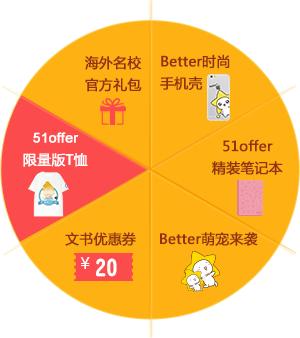 海外名校
官方礼包
Better时尚
手机壳
51offer
限量版T恤
51offer
精装笔记本
文书优惠券
¥ 20
Better萌宠来袭